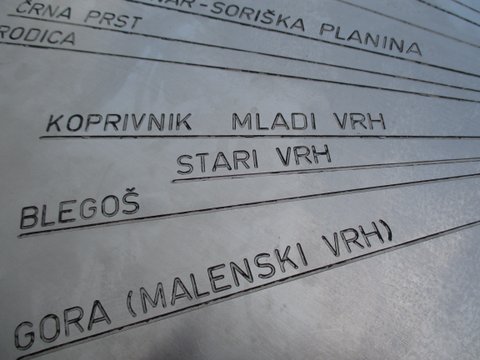 ČRNA PRST
-SORIŠKA PLANINA
RODICA
KOPRIVNIK MLADI VRH
STARI VRH
BLEGOŠ
GORA (MALENSKI VRH)